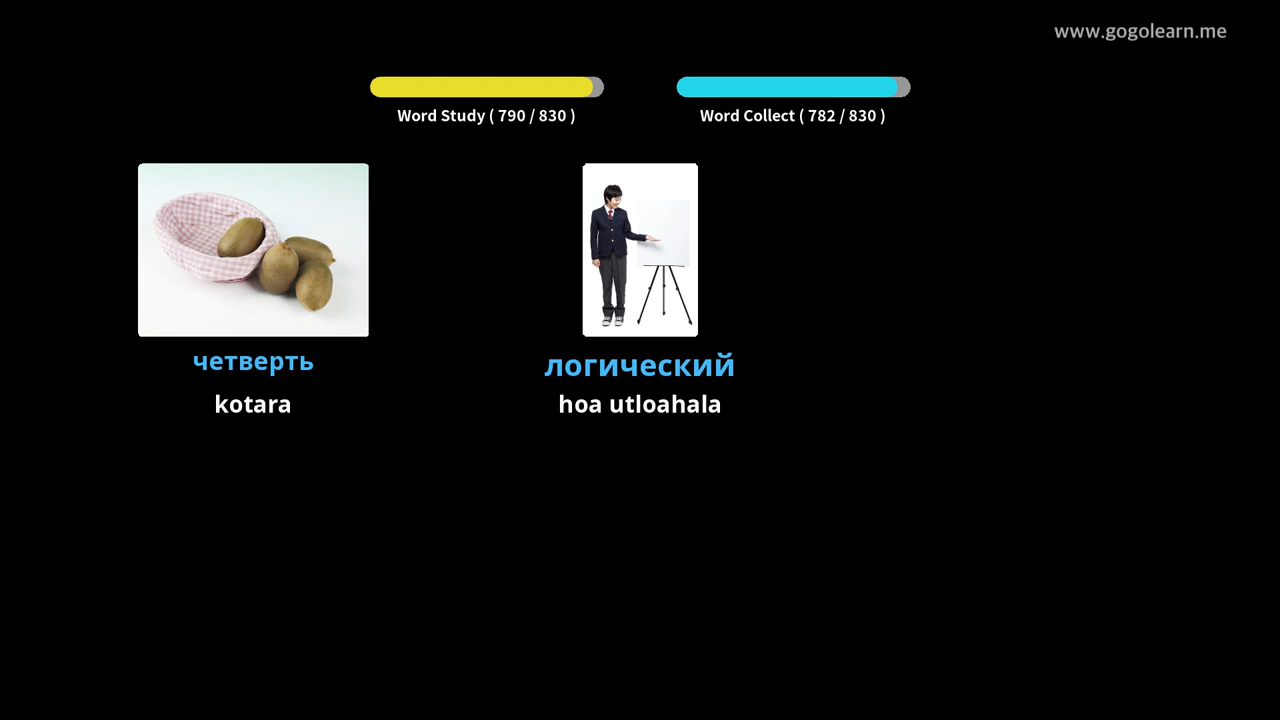 www.gogolearn.me
Word Study ( 790 / 830 )
Word Collect ( 782 / 830 )
четверть
kotara
логический
hoa utloahala